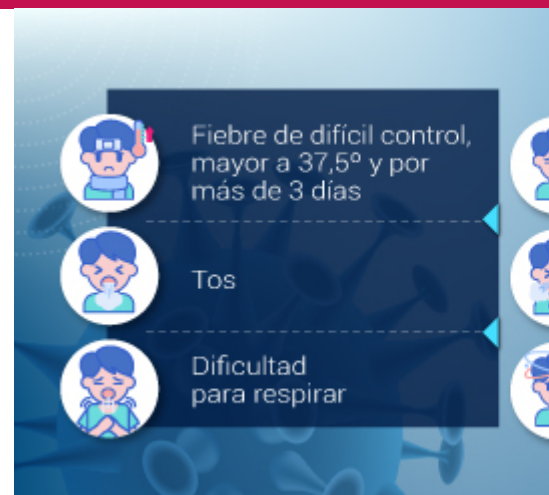 Fiebre de difícil control,
mayor a 37,5º y por
más de 3 días
Tos
Dificultad
para respirar